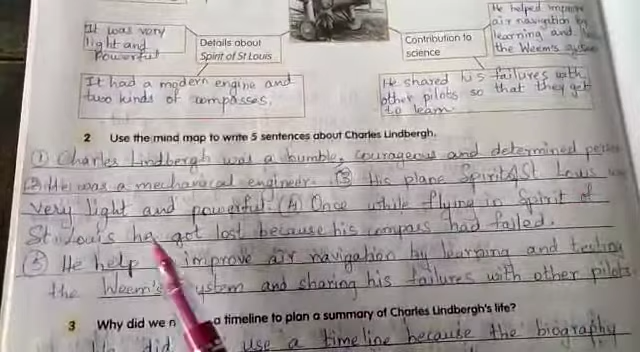 He helped improve
air navigation by
learning and
the Weem's system
It was very
light and
powerful
Details about
Spirit of St Louis
Contribution to
science
It had a modern engine and
two kinds of compasses.
He shared his failures with
other pilots so that they get
to learn.
2 Use the mind map to write 5 sentences about Charles Lindbergh.
① Charles Lindbergh was a humble, courageous and determined person
② He was a mechanical engineer. ③ His plane Spirit of St Louis was
very light and powerful. (4) Once while flying in Spirit of
St. Louis he got lost because his compass had failed.
⑤ He help improve air navigation by learning and testing
the Weem's system and sharing his failures with other pilots
3 Why did we n a timeline to plan a summary of Charles Lindbergh's life?
did use a timeline because the biography